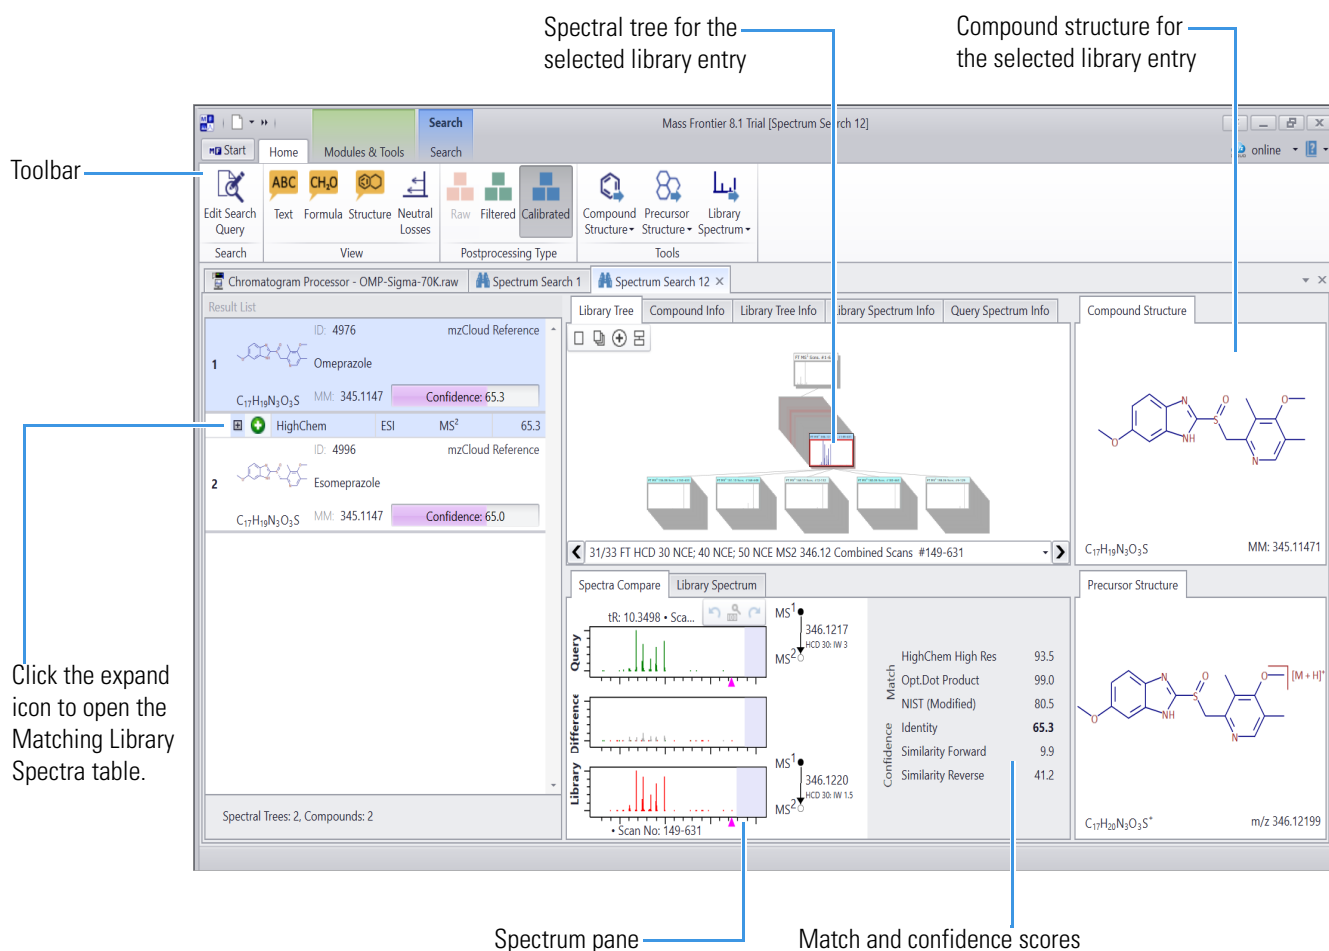 Spectral tree for the
selected library entry
Compound structure for
the selected library entry
Search
Mass Frontier 8.1 Trial [Spectrum Search 12]
Start
Home
Modules & Tools
Search
online
Toolbar
ABC
CH₂O
Edit Search
Query
Text
Formula
Structure
Neutral
Losses
Raw
Filtered
Calibrated
Compound
Structure
Precursor
Structure
Library
Spectrum
Search
View
Postprocessing Type
Tools
Chromatogram Processor - OMP-Sigma-70K.raw
Spectrum Search 1
Spectrum Search 12
Result List
ID: 4976
mzCloud Reference
1
Omeprazole
C₁₇H₁₉N₃O₃S
MM: 345.1147
Confidence: 65.3
HighChem
ESI
MS²
65.3
ID: 4996
mzCloud Reference
2
Esomeprazole
C₁₇H₁₉N₃O₃S
MM: 345.1147
Confidence: 65.0
Spectral Trees: 2, Compounds: 2
Click the expand
icon to open the
Matching Library
Spectra table.
Library Tree
Compound Info
Library Tree Info
Library Spectrum Info
Query Spectrum Info
31/33 FT HCD 30 NCE; 40 NCE; 50 NCE MS2 346.12 Combined Scans #149-631
Compound Structure
N
NH
O
S
O
O
N
C₁₇H₁₉N₃O₃S
MM: 345.11471
Spectra Compare
Library Spectrum
tR: 10.3498 • Sca...
Query
MS¹
346.1217
HCD 30: IW 3
MS²
Difference
Library
MS¹
346.1220
HCD 30: IW 1.5
MS²
• Scan No: 149-631
Match
HighChem High Res 93.5
Opt.Dot Product 99.0
NIST (Modified) 80.5
Confidence
Identity 65.3
Similarity Forward 9.9
Similarity Reverse 41.2
Precursor Structure
N
NH
O
S
O
O
N
[M + H]⁺
C₁₇H₂₀N₃O₃S⁺
m/z 346.12199
Spectrum pane
Match and confidence scores